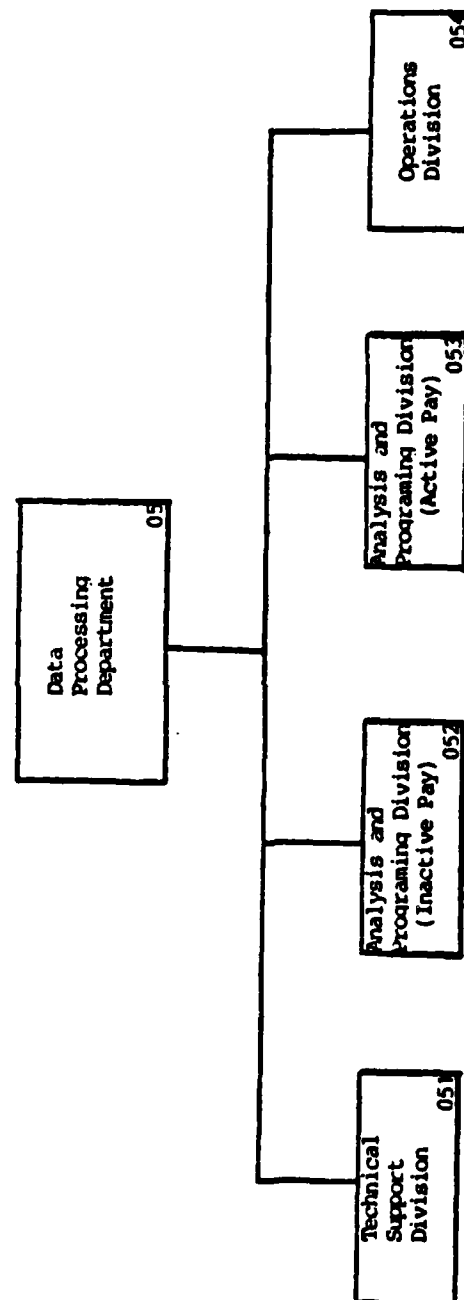 Data
Processing
Department
05
Technical
Support
Division
051
Analysis and
Programing Division
(Inactive Pay)
052
Analysis and
Programing Division
(Active Pay)
053
Operations
Division
054